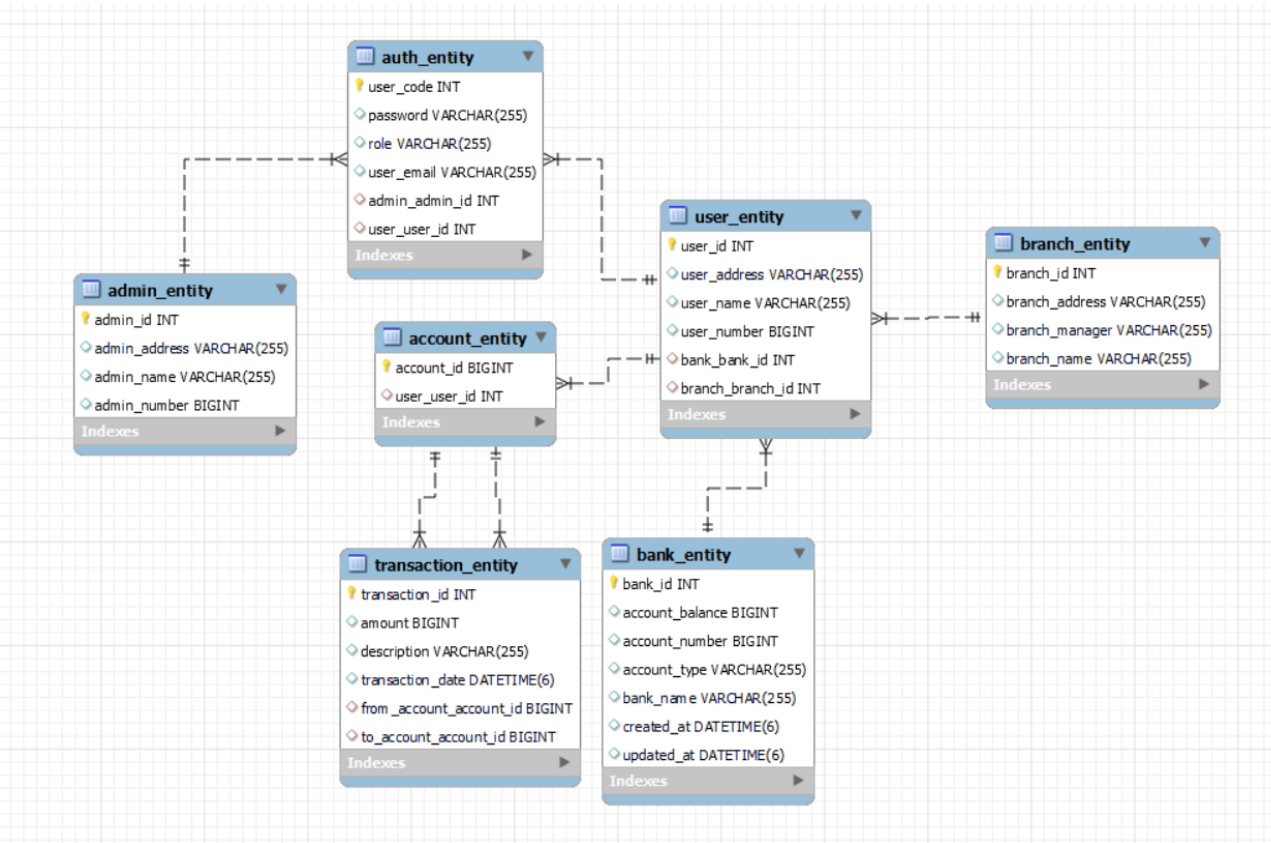 auth_entity
user_code INT
password VARCHAR(255)
role VARCHAR(255)
user_email VARCHAR(255)
admin_admin_id INT
user_user_id INT
Indexes
admin_entity
admin_id INT
admin_address VARCHAR(255)
admin_name VARCHAR(255)
admin_number BIGINT
Indexes
account_entity
account_id BIGINT
user_user_id INT
Indexes
user_entity
user_id INT
user_address VARCHAR(255)
user_name VARCHAR(255)
user_number BIGINT
bank_bank_id INT
branch_branch_id INT
Indexes
branch_entity
branch_id INT
branch_address VARCHAR(255)
branch_manager VARCHAR(255)
branch_name VARCHAR(255)
Indexes
transaction_entity
transaction_id INT
amount BIGINT
description VARCHAR(255)
transaction_date DATETIME(6)
from_account_account_id BIGINT
to_account_account_id BIGINT
Indexes
bank_entity
bank_id INT
account_balance BIGINT
account_number BIGINT
account_type VARCHAR(255)
bank_name VARCHAR(255)
created_at DATETIME(6)
updated_at DATETIME(6)
Indexes